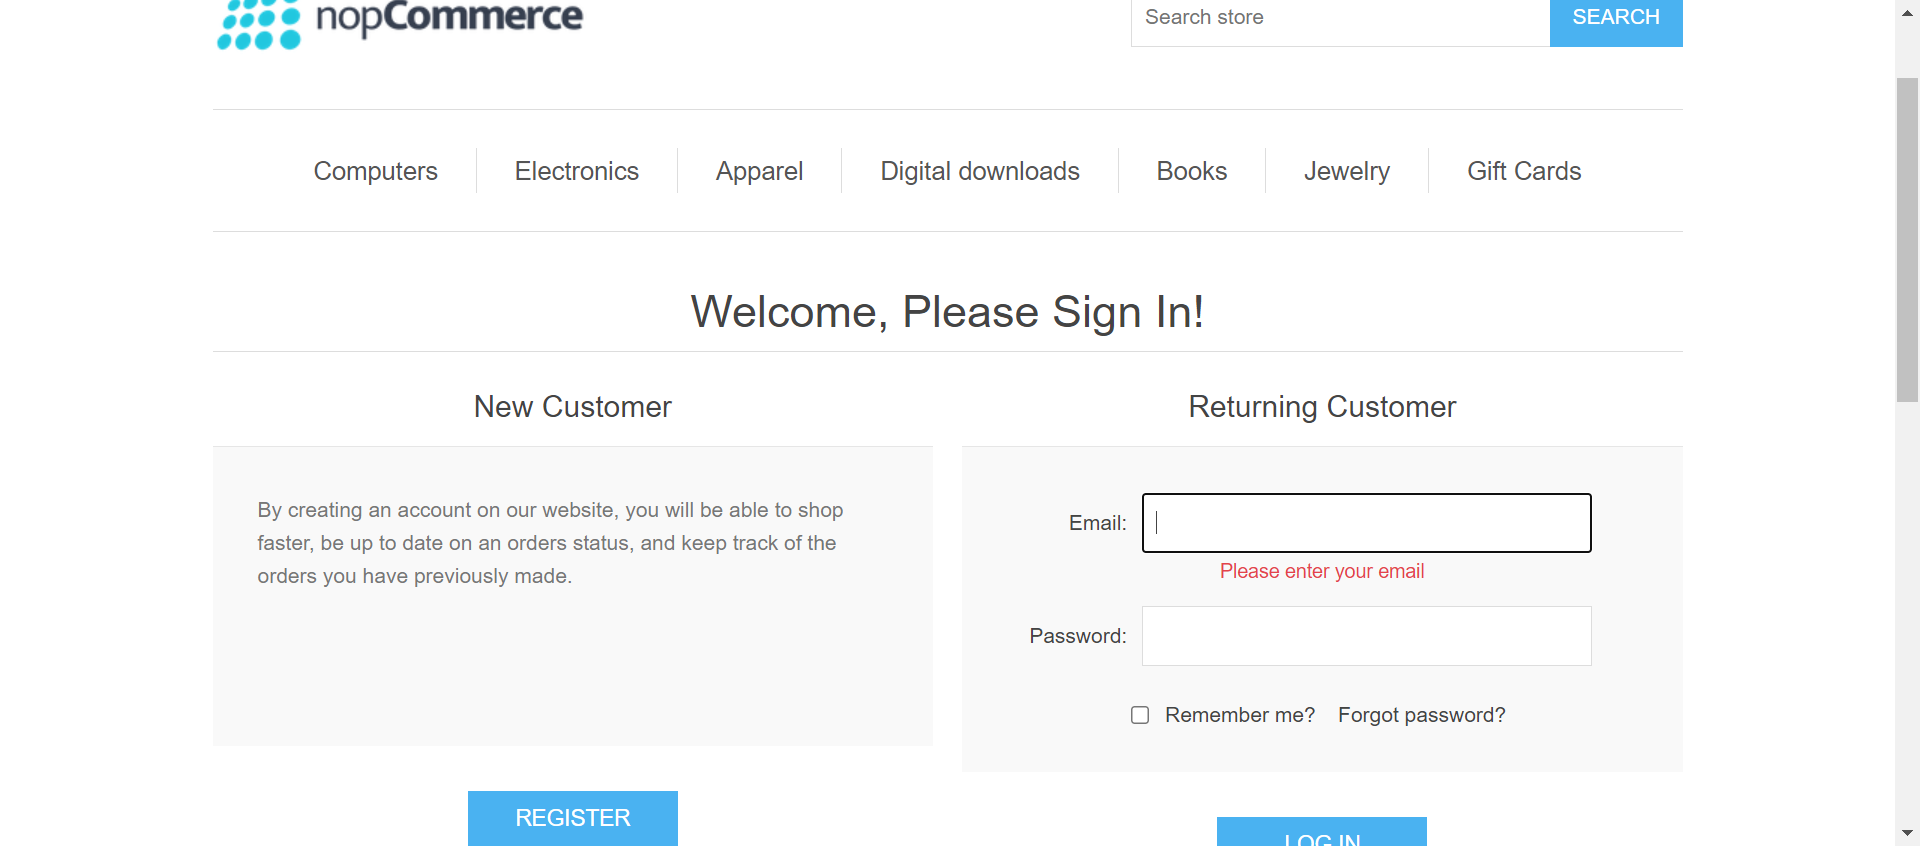 nopCommerce
Search store
SEARCH
Computers
Electronics
Apparel
Digital downloads
Books
Jewelry
Gift Cards
Welcome, Please Sign In!
New Customer
By creating an account on our website, you will be able to shop
faster, be up to date on an orders status, and keep track of the
orders you have previously made.
REGISTER
Returning Customer
Email:
Please enter your email
Password:
Remember me?
Forgot password?
LOG IN